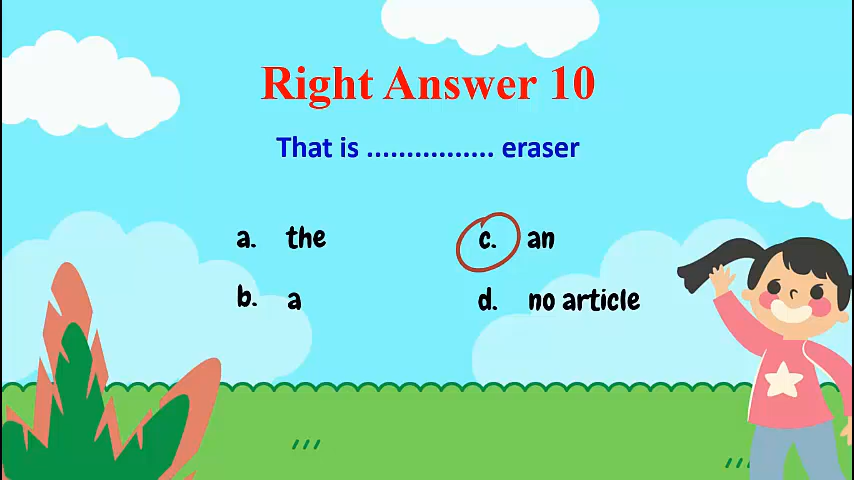 Right Answer 10
That is ................ eraser
a. the
b. a
c. an
d. no article